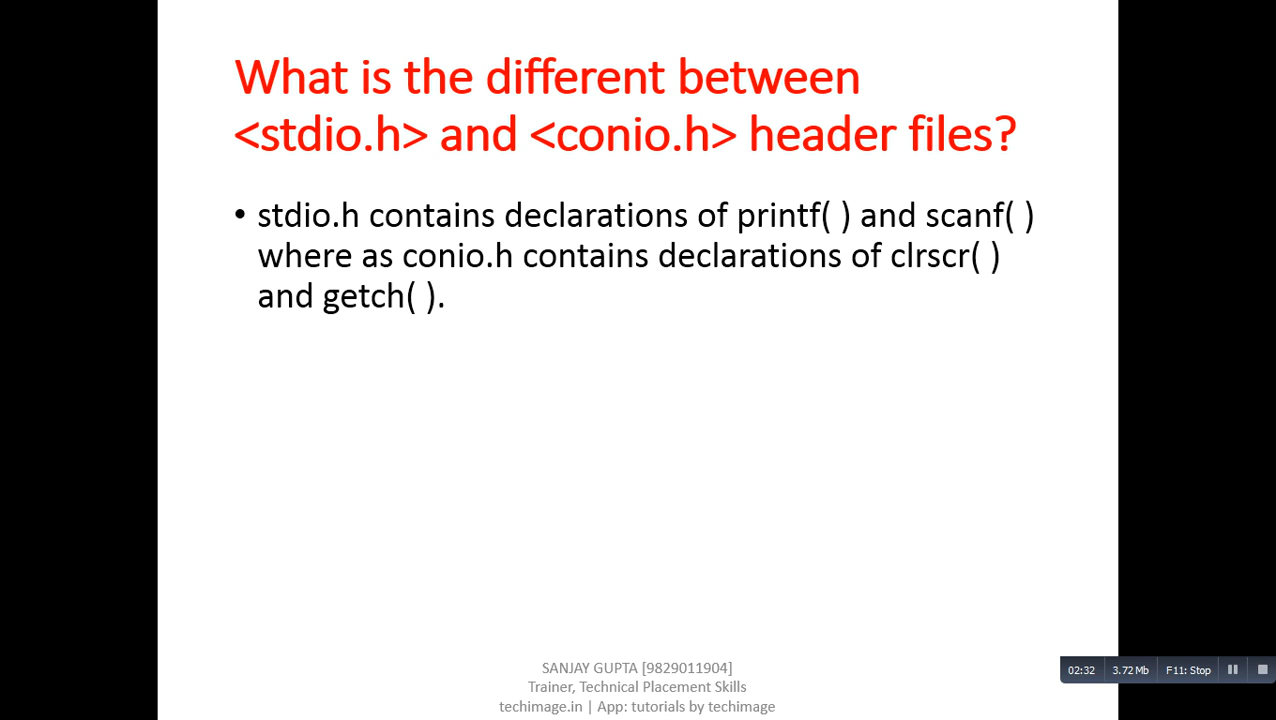 What is the different between
<stdio.h> and <conio.h> header files?
• stdio.h contains declarations of printf( ) and scanf( )
where as conio.h contains declarations of clrscr( )
and getch( ).
SANJAY GUPTA [9829011904]
Trainer, Technical Placement Skills
techimage.in | App: tutorials by techimage
02:32 3.72 Mb F11: Stop